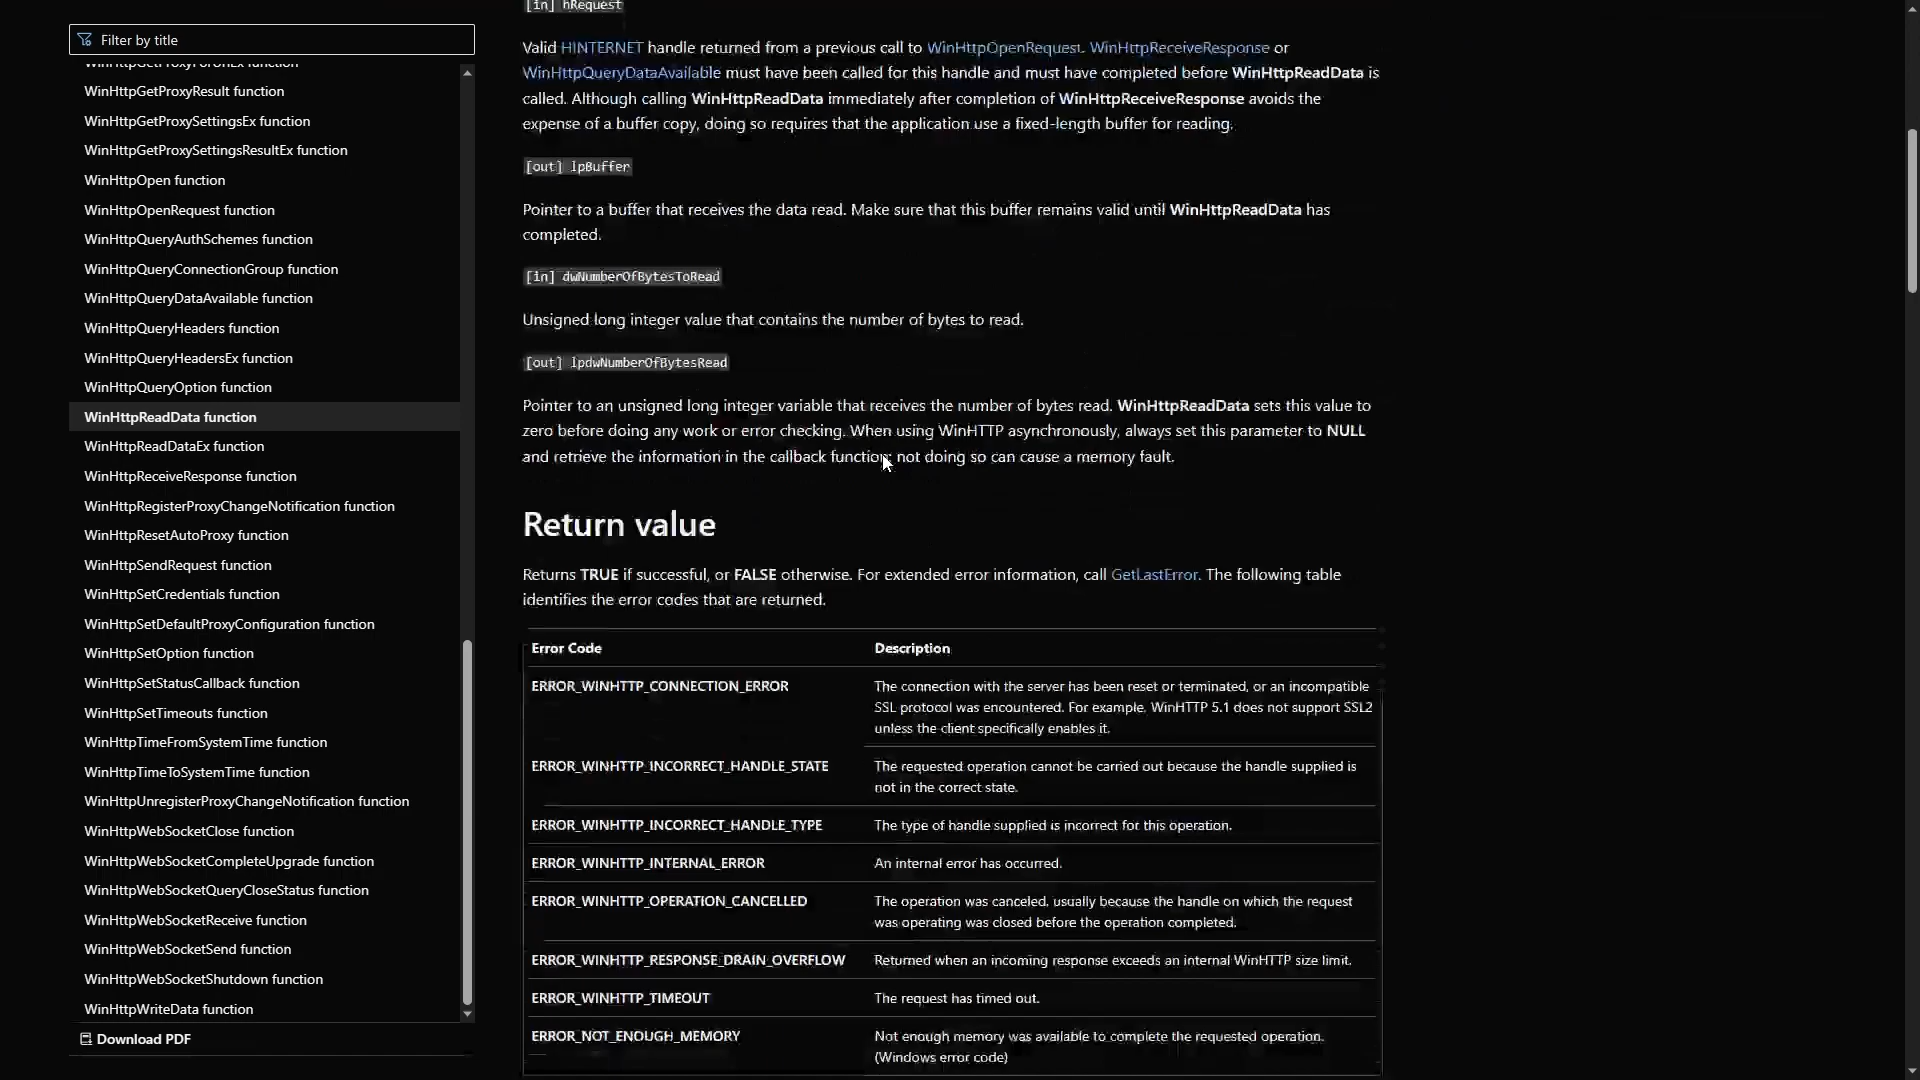 Filter by title
WinHttpGetProxyForUrlEx function
WinHttpGetProxyResult function
WinHttpGetProxySettingsEx function
WinHttpGetProxySettingsResultEx function
WinHttpOpen function
WinHttpOpenRequest function
WinHttpQueryAuthSchemes function
WinHttpQueryConnectionGroup function
WinHttpQueryDataAvailable function
WinHttpQueryHeaders function
WinHttpQueryHeadersEx function
WinHttpQueryOption function
WinHttpReadData function
WinHttpReadDataEx function
WinHttpReceiveResponse function
WinHttpRegisterProxyChangeNotification function
WinHttpResetAutoProxy function
WinHttpSendRequest function
WinHttpSetCredentials function
WinHttpSetDefaultProxyConfiguration function
WinHttpSetOption function
WinHttpSetStatusCallback function
WinHttpSetTimeouts function
WinHttpTimeFromSystemTime function
WinHttpTimeToSystemTime function
WinHttpUnregisterProxyChangeNotification function
WinHttpWebSocketClose function
WinHttpWebSocketCompleteUpgrade function
WinHttpWebSocketQueryCloseStatus function
WinHttpWebSocketReceive function
WinHttpWebSocketSend function
WinHttpWebSocketShutdown function
WinHttpWriteData function
Download PDF
[in] hRequest
Valid HINTERNET handle returned from a previous call to WinHttpOpenRequest. WinHttpReceiveResponse or
WinHttpQueryDataAvailable must have been called for this handle and must have completed before WinHttpReadData is
called. Although calling WinHttpReadData immediately after completion of WinHttpReceiveResponse avoids the
expense of a buffer copy, doing so requires that the application use a fixed-length buffer for reading.
[out] lpBuffer
Pointer to a buffer that receives the data read. Make sure that this buffer remains valid until WinHttpReadData has
completed.
[in] dwNumberOfBytesToRead
Unsigned long integer value that contains the number of bytes to read.
[out] lpdwNumberOfBytesRead
Pointer to an unsigned long integer variable that receives the number of bytes read. WinHttpReadData sets this value to
zero before doing any work or error checking. When using WinHTTP asynchronously, always set this parameter to NULL
and retrieve the information in the callback function; not doing so can cause a memory fault.
Return value
Returns TRUE if successful, or FALSE otherwise. For extended error information, call GetLastError. The following table
identifies the error codes that are returned.
Error Code Description
ERROR_WINHTTP_CONNECTION_ERROR The connection with the server has been reset or terminated, or an incompatible
SSL protocol was encountered. For example, WinHTTP 5.1 does not support SSL2
unless the client specifically enables it.
ERROR_WINHTTP_INCORRECT_HANDLE_STATE The requested operation cannot be carried out because the handle supplied is
not in the correct state.
ERROR_WINHTTP_INCORRECT_HANDLE_TYPE The type of handle supplied is incorrect for this operation.
ERROR_WINHTTP_INTERNAL_ERROR An internal error has occurred.
ERROR_WINHTTP_OPERATION_CANCELLED The operation was canceled, usually because the handle on which the request
was operating was closed before the operation completed.
ERROR_WINHTTP_RESPONSE_DRAIN_OVERFLOW Returned when an incoming response exceeds an internal WinHTTP size limit.
ERROR_WINHTTP_TIMEOUT The request has timed out.
ERROR_NOT_ENOUGH_MEMORY Not enough memory was available to complete the requested operation.
(Windows error code)